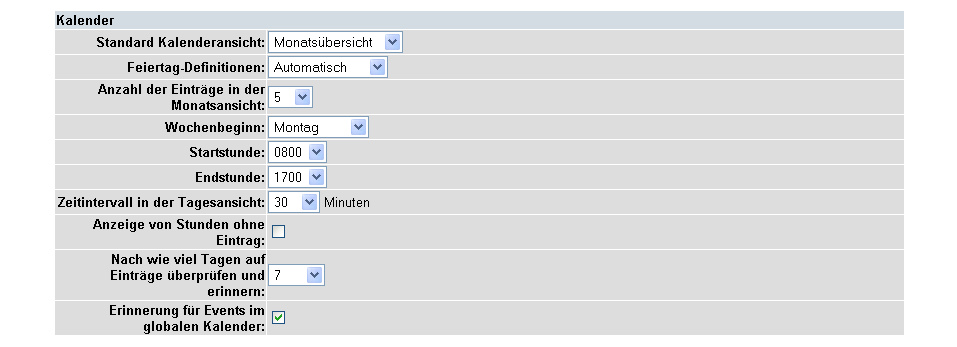 Kalender
Standard Kalenderansicht: Monatsübersicht
Feiertag-Definitionen: Automatisch
Anzahl der Einträge in der
Monatsansicht: 5
Wochenbeginn: Montag
Startstunde: 0800
Endstunde: 1700
Zeitintervall in der Tagesansicht: 30 Minuten
Anzeige von Stunden ohne
Eintrag:
Nach wie viel Tagen auf
Einträge überprüfen und 7
erinnern:
Erinnerung für Events im
globalen Kalender: